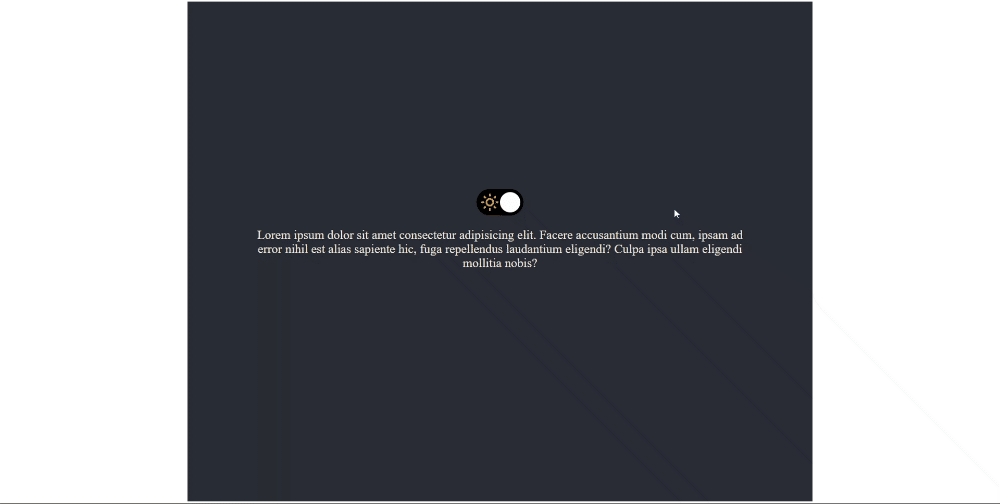 Lorem ipsum dolor sit amet consectetur adipisicing elit. Facere accusantium modi cum, ipsam ad
error nihil est alias sapiente hic, fuga repellendus laudantium eligendi? Culpa ipsa ullam eligendi
mollitia nobis?